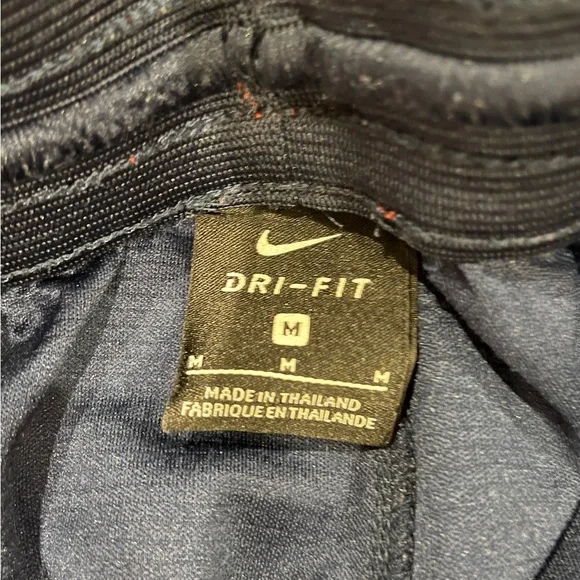 DRI-FIT
M
M M M
MADE IN THAILAND
FABRIQUE EN THAILANDE